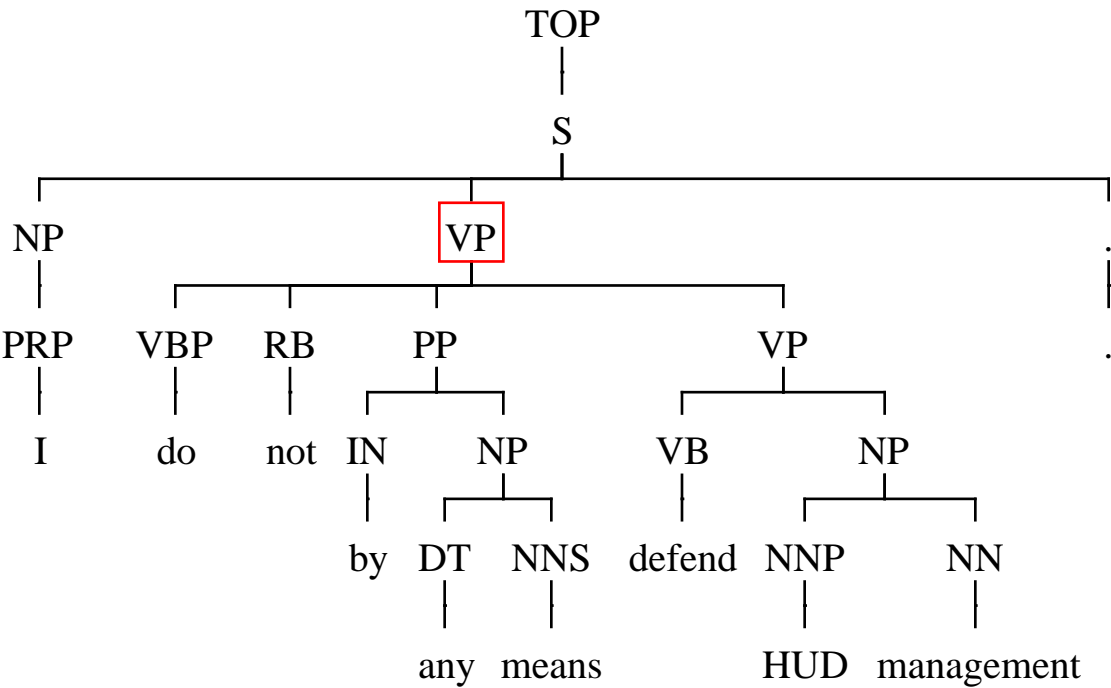 TOP
S
NP VP .
PRP VBP RB PP VP .
I do not IN NP VB NP
by DT NNS defend NNP NN
any means HUD management